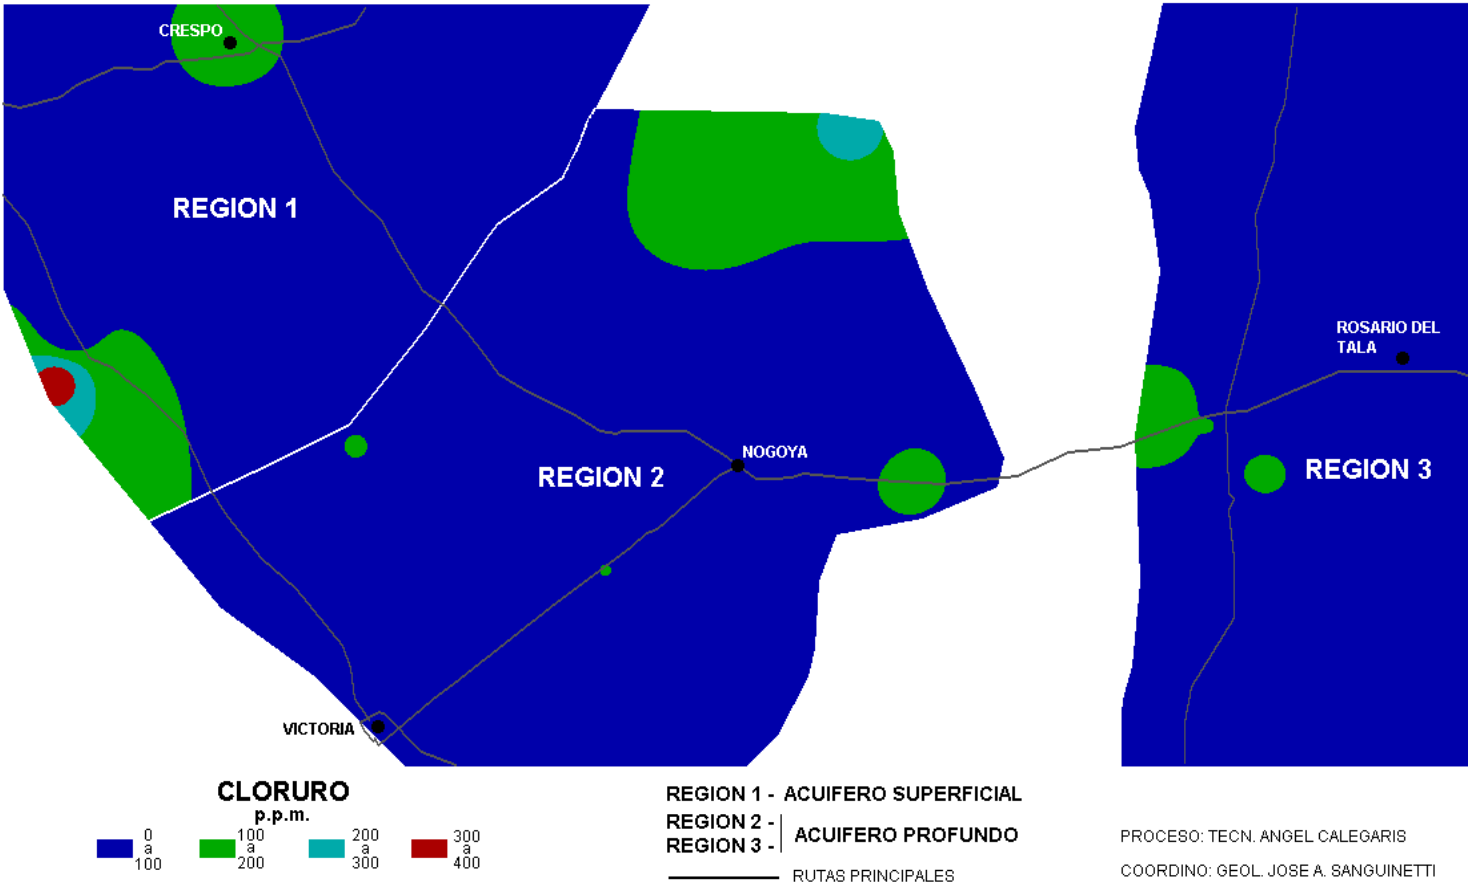 CRESPO
REGION 1
ROSARIO DEL
TALA
NOGOYA
REGION 2
REGION 3
VICTORIA
CLORURO
p.p.m.
0 a 100
100 a 200
200 a 300
300 a 400
REGION 1 - ACUIFERO SUPERFICIAL
REGION 2 -
REGION 3 -
ACUIFERO PROFUNDO
RUTAS PRINCIPALES
PROCESO: TECN. ANGEL CALEGARIS
COORDINO: GEOL. JOSE A. SANGUINETTI